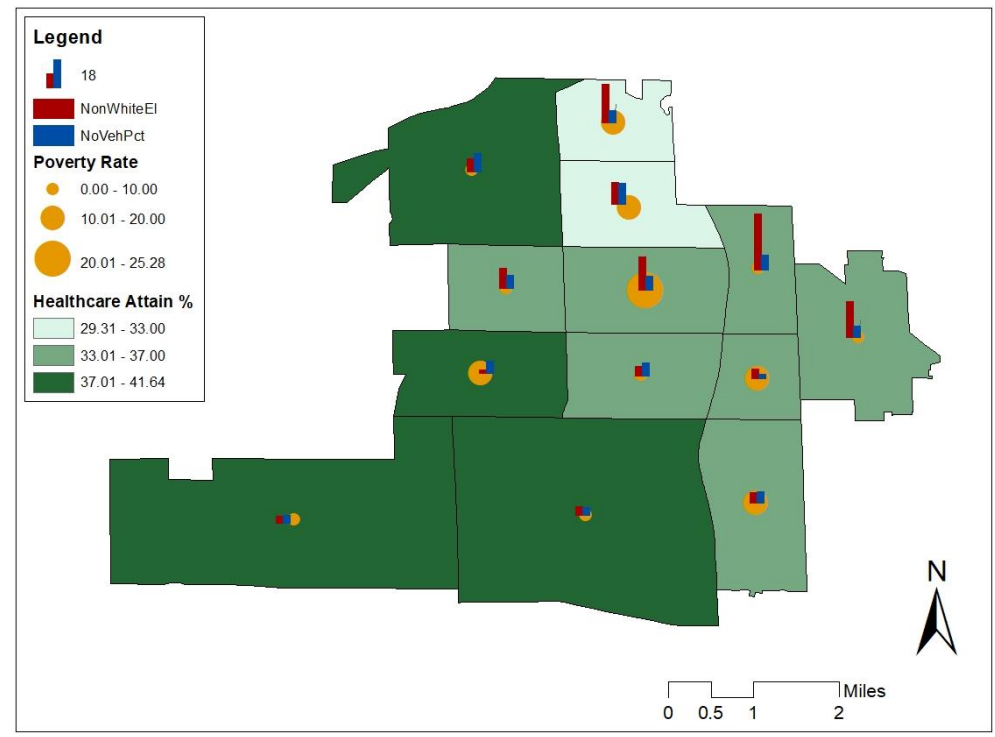 Legend
18
NonWhiteEl
NoVehPct
Poverty Rate
0.00 - 10.00
10.01 - 20.00
20.01 - 25.28
Healthcare Attain %
29.31 - 33.00
33.01 - 37.00
37.01 - 41.64
N
Miles
0 0.5 1 2